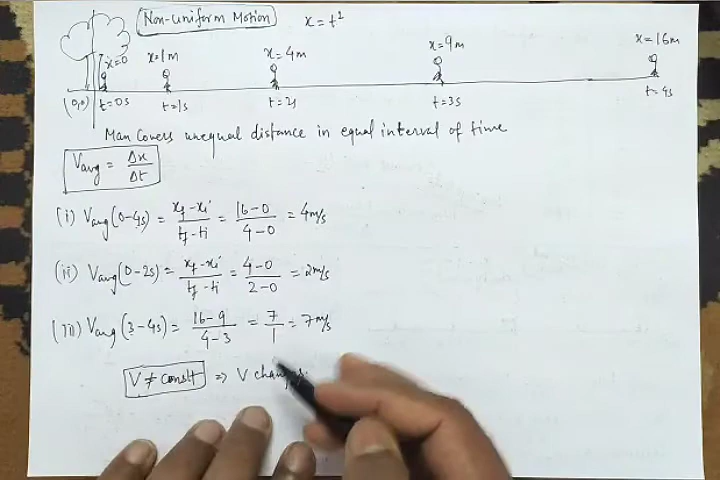 Non-Uniform Motion x = t²
x=0 x=1m x=4m x=9m x=16m
(0,0) t=0s t=1s t=2s t=3s t=4s
Man Covers unequal distance in equal interval of time
Vavg = Δx/Δt
(i) Vavg(0-4s) = xf-xi/tf-ti = 16-0/4-0 = 4m/s
(ii) Vavg(0-2s) = xf-xi/tf-ti = 4-0/2-0 = 2m/s
(iii) Vavg(3-4s) = 16-9/4-3 = 7/1 = 7m/s
V ≠ constt ⇒ V changes.